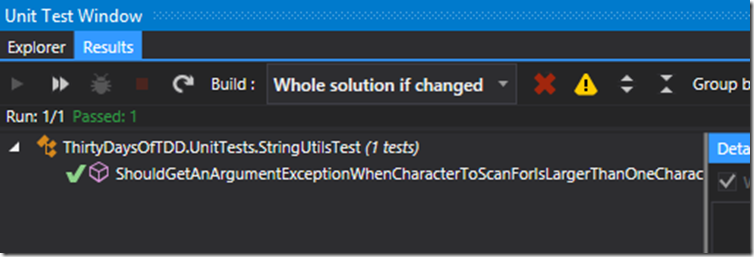 Unit Test Window
Explorer Results
Build : Whole solution if changed Group b
Run: 1/1 Passed: 1
ThirtyDaysOfTDD.UnitTests.StringUtilsTest (1 tests)
Detai
ShouldGetAnArgumentExceptionWhenCharacterToScanForIsLargerThanOneCharac